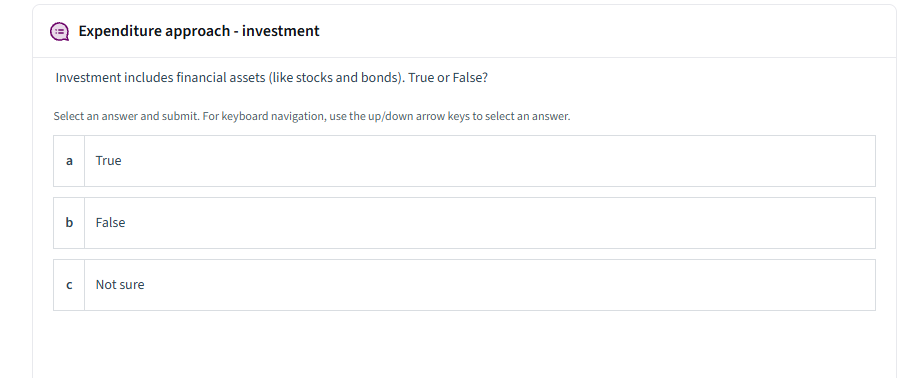 Expenditure approach - investment
Investment includes financial assets (like stocks and bonds). True or False?
Select an answer and submit. For keyboard navigation, use the up/down arrow keys to select an answer.
a True
b False
c Not sure